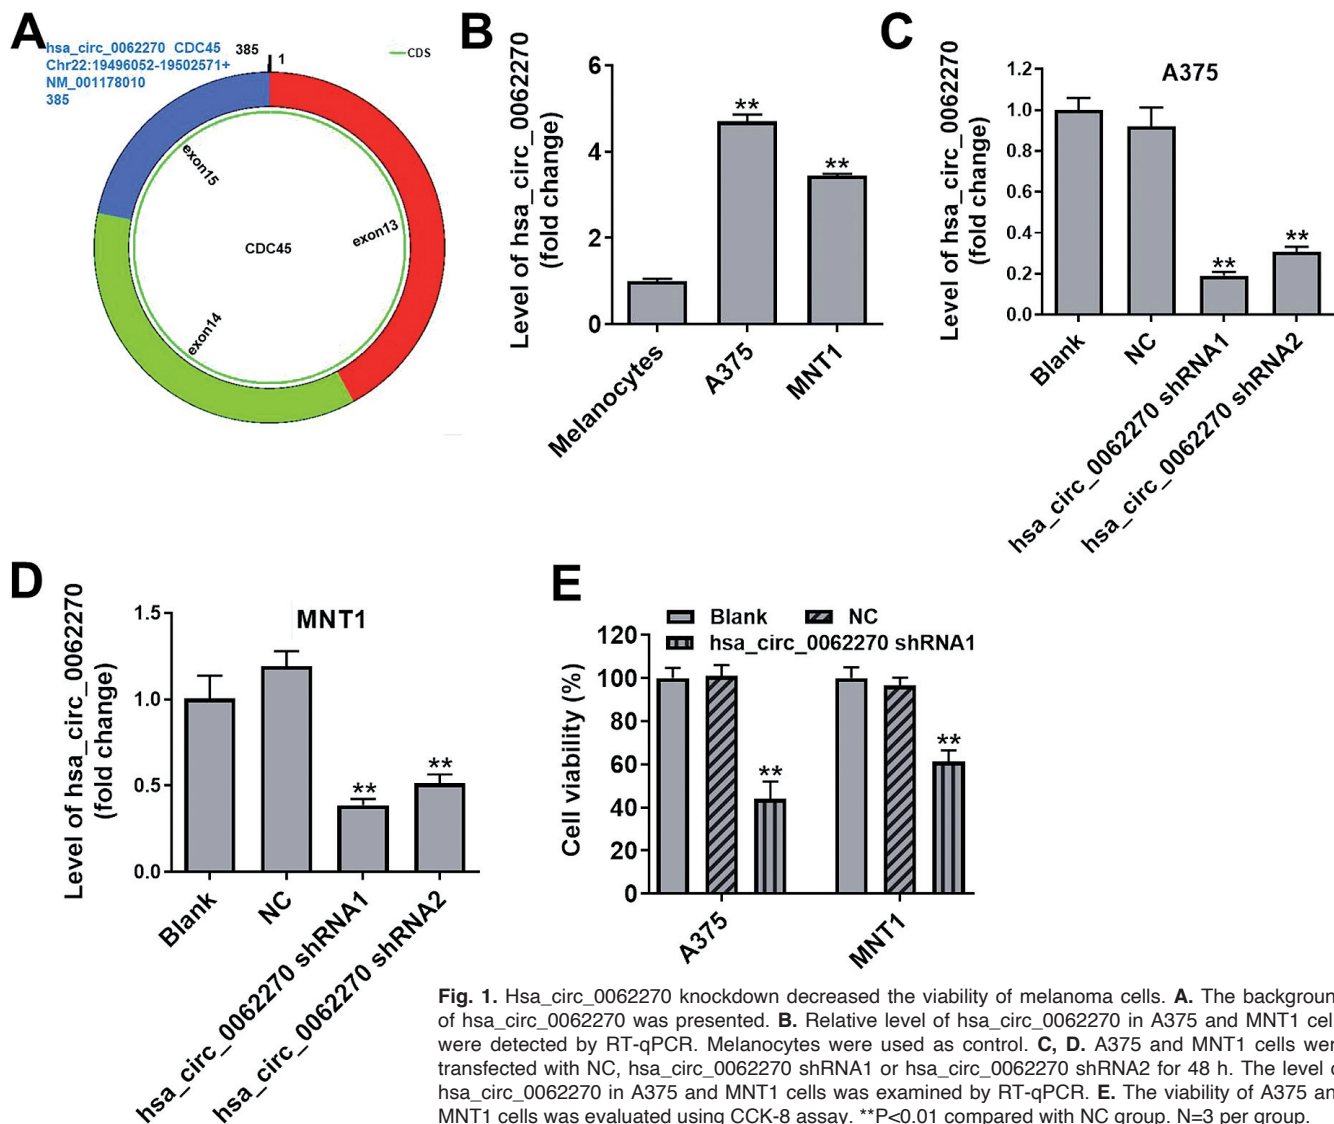 A
hsa_circ_0062270 CDC45
Chr22:19496052-19502571+
NM_001178010
385
385
1
CDS
exon15
exon13
CDC45
exon14
B
Level of hsa_circ_0062270
(fold change)
6
4
2
0
**
**
Melanocytes
A375
MNT1
C
Level of hsa_circ_0062270
(fold change)
A375
1.2
1.0
0.8
0.6
0.4
0.2
0.0
**
**
Blank
NC
hsa_circ_0062270 shRNA1
hsa_circ_0062270 shRNA2
D
Level of hsa_circ_0062270
(fold change)
MNT1
1.5
1.0
0.5
0.0
**
**
Blank
NC
hsa_circ_0062270 shRNA1
hsa_circ_0062270 shRNA2
E
Blank
NC
hsa_circ_0062270 shRNA1
Cell viability (%)
120
100
80
60
40
20
0
**
**
A375
MNT1
Fig. 1. Hsa_circ_0062270 knockdown decreased the viability of melanoma cells. A. The background
of hsa_circ_0062270 was presented. B. Relative level of hsa_circ_0062270 in A375 and MNT1 cell
were detected by RT-qPCR. Melanocytes were used as control. C, D. A375 and MNT1 cells wer
transfected with NC, hsa_circ_0062270 shRNA1 or hsa_circ_0062270 shRNA2 for 48 h. The level o
hsa_circ_0062270 in A375 and MNT1 cells was examined by RT-qPCR. E. The viability of A375 an
MNT1 cells was evaluated using CCK-8 assay. **P<0.01 compared with NC group. N=3 per group.